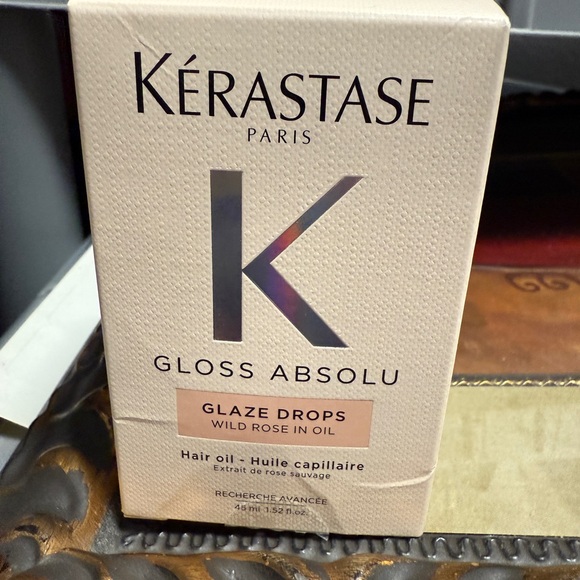 KÉRASTASE
PARIS
K
GLOSS ABSOLU
GLAZE DROPS
WILD ROSE IN OIL
Hair oil - Huile capillaire
Extrait de rose sauvage
RECHERCHE AVANCÉE
45 ml 1.52 fl.oz